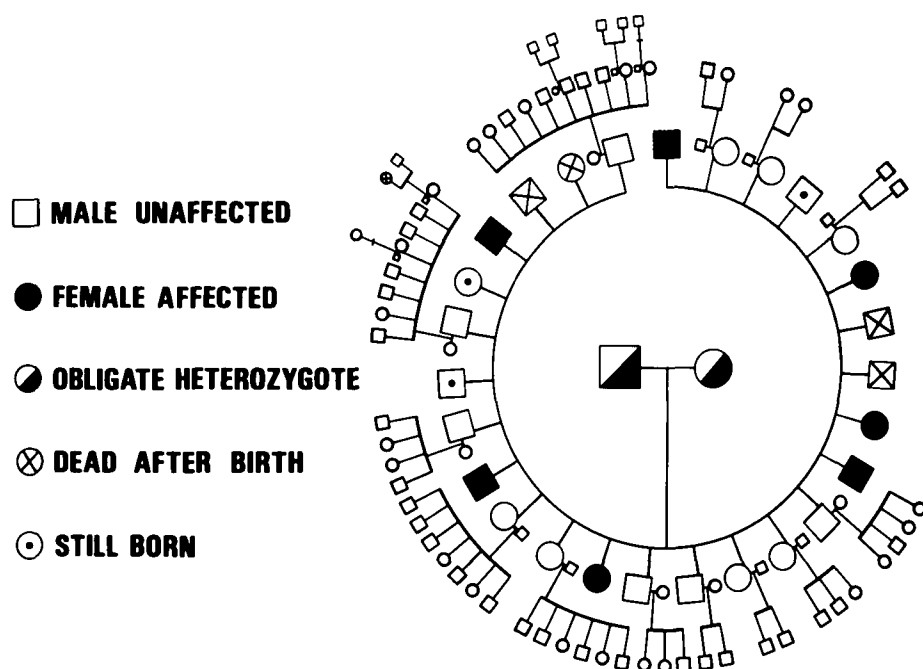 MALE UNAFFECTED
FEMALE AFFECTED
OBLIGATE HETEROZYGOTE
DEAD AFTER BIRTH
STILL BORN